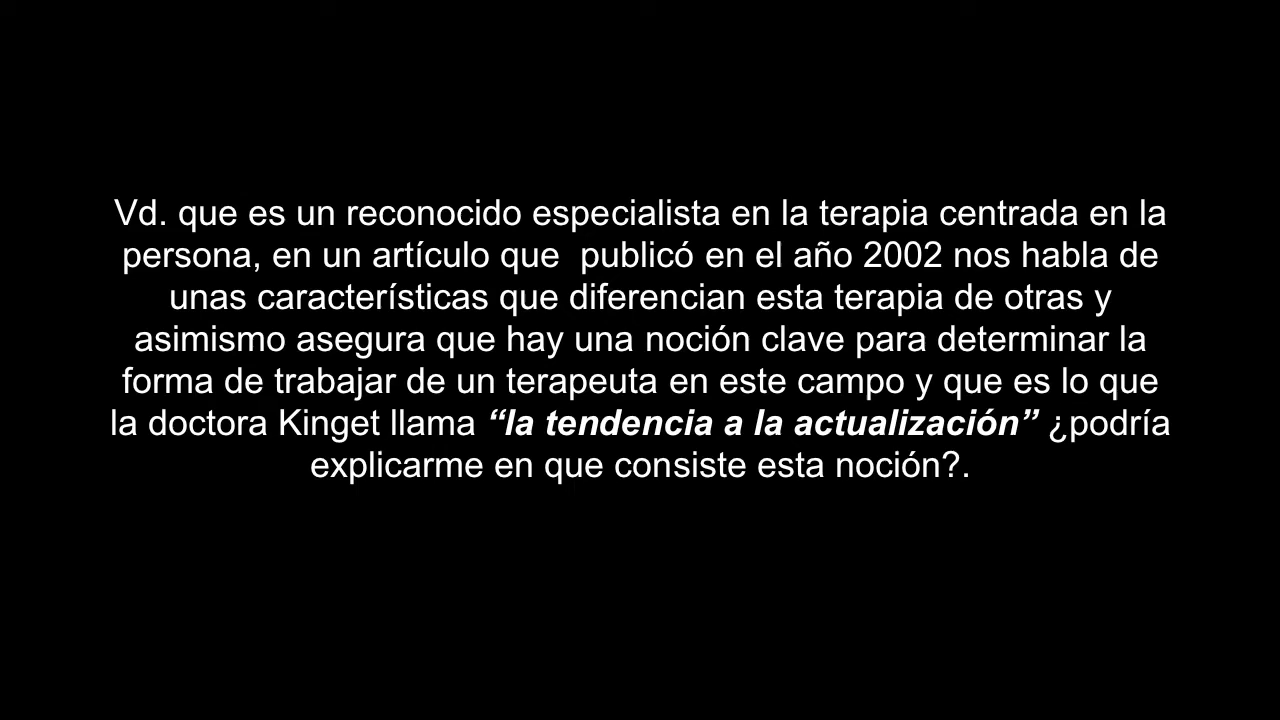 Vd. que es un reconocido especialista en la terapia centrada en la
persona, en un artículo que  publicó en el año 2002 nos habla de
unas características que diferencian esta terapia de otras y
asimismo asegura que hay una noción clave para determinar la
forma de trabajar de un terapeuta en este campo y que es lo que
la doctora Kinget llama “la tendencia a la actualización” ¿podría
explicarme en que consiste esta noción?.